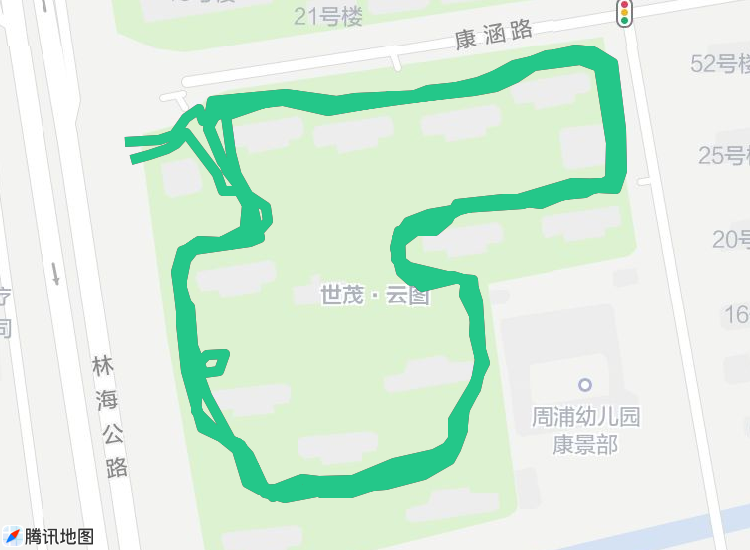 21号楼
康涵路
52号楼
25号楼
20号
世茂·云图
16
林海公路
周浦幼儿园
康景部
腾讯地图